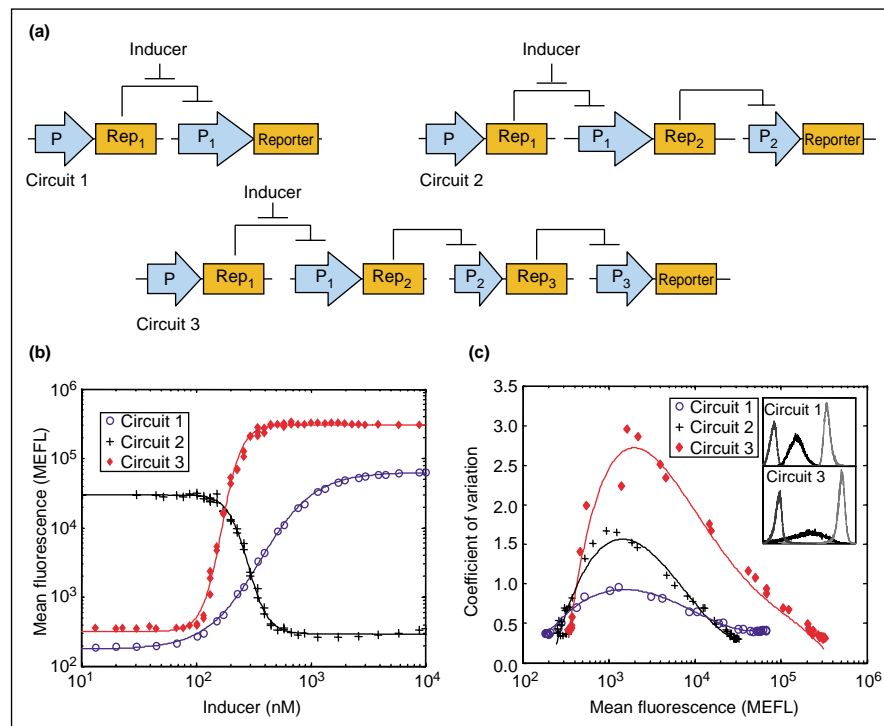 (a)
Inducer
Inducer
P Rep1 P1 Reporter
P Rep1 P1 Rep2 P2 Reporter
Circuit 1
Circuit 2
Inducer
P Rep1 P1 Rep2 P2 Rep3 P3 Reporter
Circuit 3
(b)
10^6
10^5
10^4
10^3
10^2
Mean fluorescence (MEFL)
Circuit 1
Circuit 2
Circuit 3
10^1 10^2 10^3 10^4
Inducer (nM)
(c)
3.5
3.0
2.5
2.0
1.5
1.0
0.5
0.0
Coefficient of variation
Circuit 1
Circuit 2
Circuit 3
Circuit 1
Circuit 3
10^2 10^3 10^4 10^5 10^6
Mean fluorescence (MEFL)